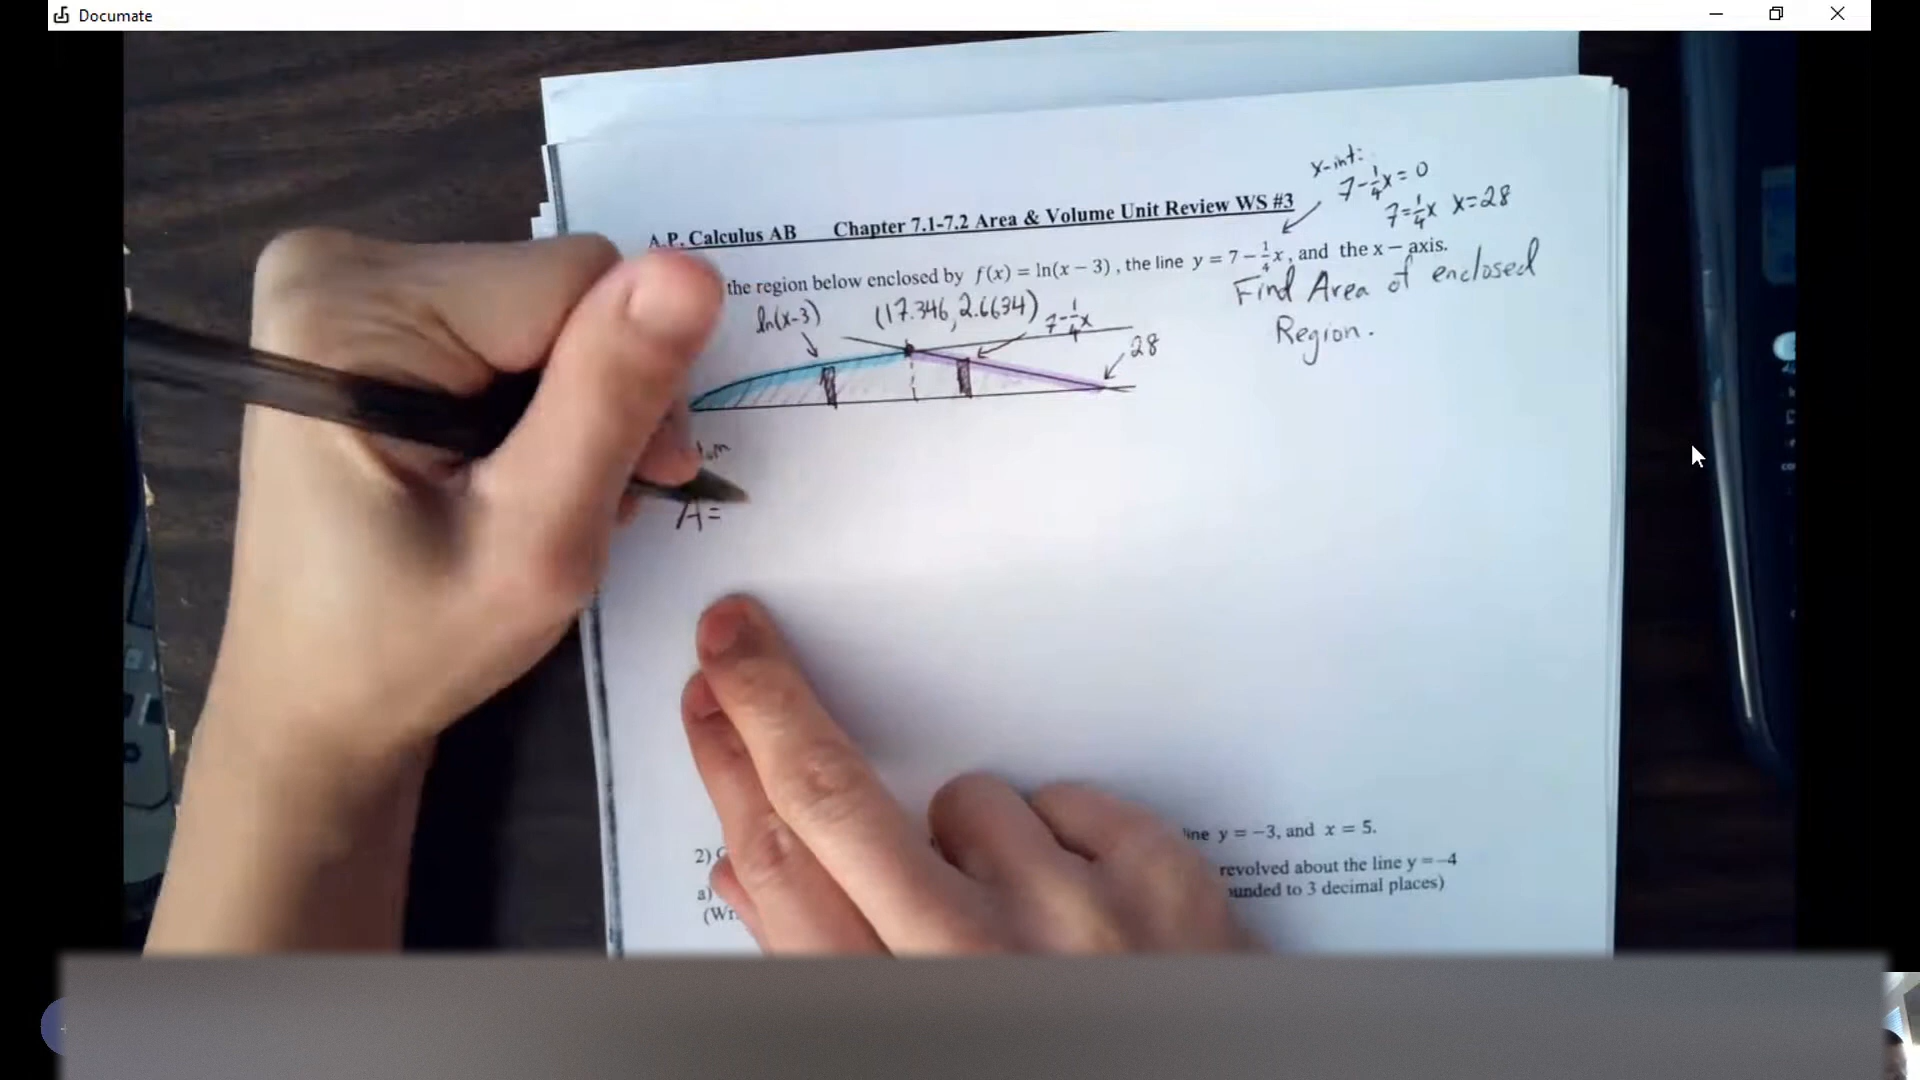 Documate
x-int:
7-1/4x=0
7=1/4x x=28
A.P. Calculus AB Chapter 7.1-7.2 Area & Volume Unit Review WS #3
the region below enclosed by f(x) = ln(x − 3), the line y = 7 − 1/4 x, and the x − axis.
Find Area of enclosed
Region.
ln(x-3) (17.346, 2.6634) 7-1/4x
28
A=
2)
line y = −3, and x = 5.
a) revolved about the line y = −4
(Wr unded to 3 decimal places)